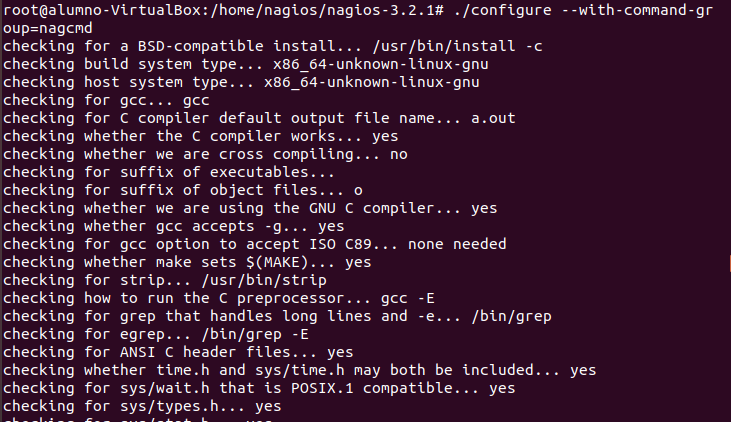 root@alumno-VirtualBox:/home/nagios/nagios-3.2.1# ./configure --with-command-gr
oup=nagcmd
checking for a BSD-compatible install... /usr/bin/install -c
checking build system type... x86_64-unknown-linux-gnu
checking host system type... x86_64-unknown-linux-gnu
checking for gcc... gcc
checking for C compiler default output file name... a.out
checking whether the C compiler works... yes
checking whether we are cross compiling... no
checking for suffix of executables...
checking for suffix of object files... o
checking whether we are using the GNU C compiler... yes
checking whether gcc accepts -g... yes
checking for gcc option to accept ISO C89... none needed
checking whether make sets $(MAKE)... yes
checking for strip... /usr/bin/strip
checking how to run the C preprocessor... gcc -E
checking for grep that handles long lines and -e... /bin/grep
checking for egrep... /bin/grep -E
checking for ANSI C header files... yes
checking whether time.h and sys/time.h may both be included... yes
checking for sys/wait.h that is POSIX.1 compatible... yes
checking for sys/types.h... yes